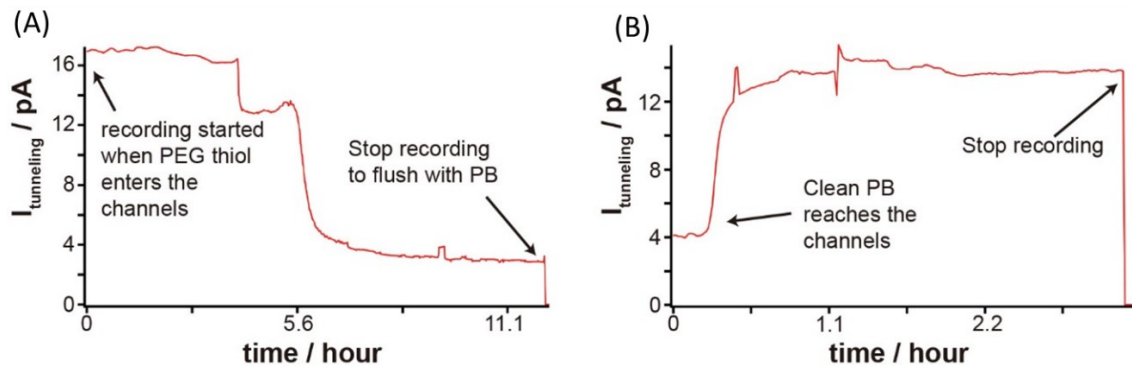 (A)
I tunneling / pA
16
12
8
4
0
recording started
when PEG thiol
enters the
channels
Stop recording
to flush with PB
0 5.6 11.1
time / hour
(B)
I tunneling / pA
12
8
4
0
Clean PB
reaches the
channels
Stop recording
0 1.1 2.2
time / hour